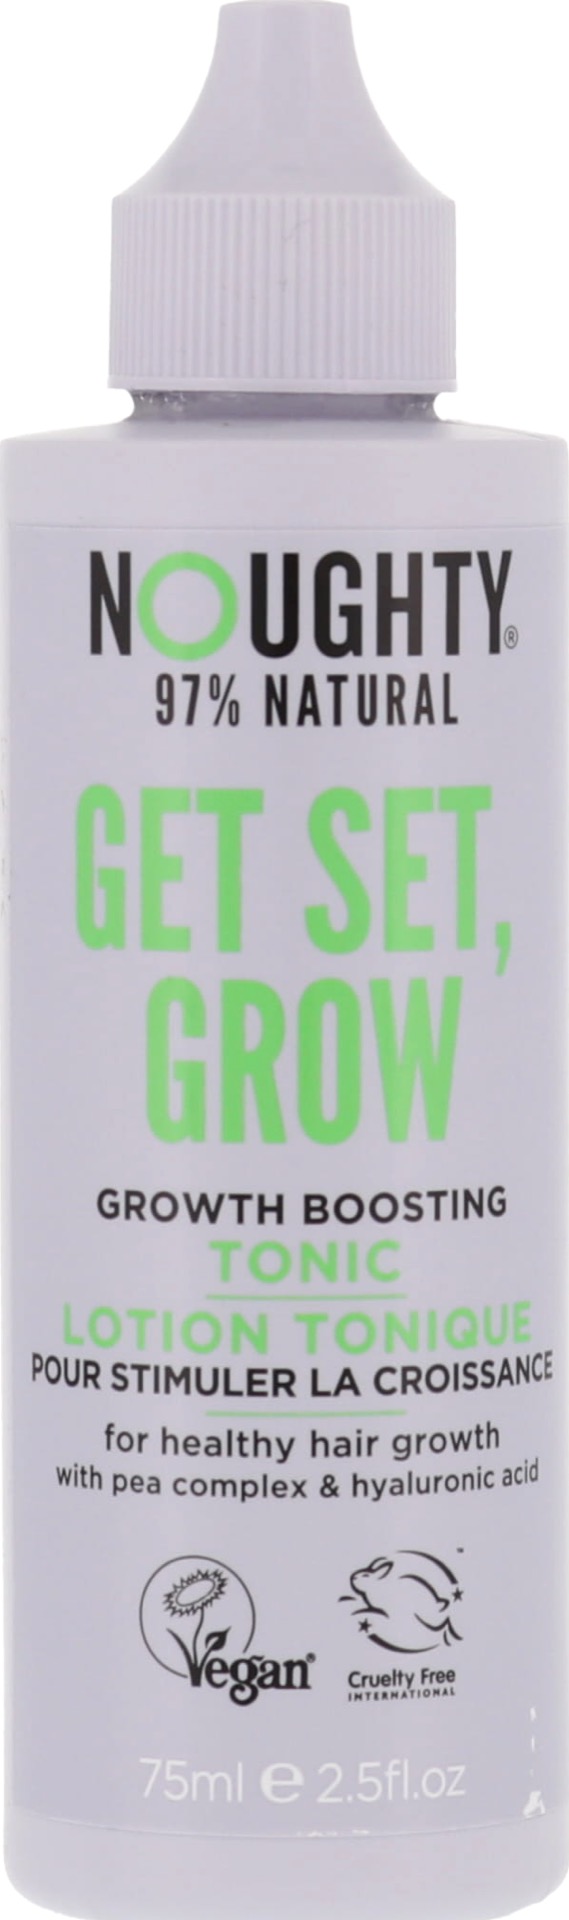 NOUGHTY®
97% NATURAL
GET SET,
GROW
GROWTH BOOSTING
TONIC
LOTION TONIQUE
POUR STIMULER LA CROISSANCE
for healthy hair growth
with pea complex & hyaluronic acid
Vegan®
Cruelty Free
INTERNATIONAL
™
75ml ℮ 2.5fl.oz